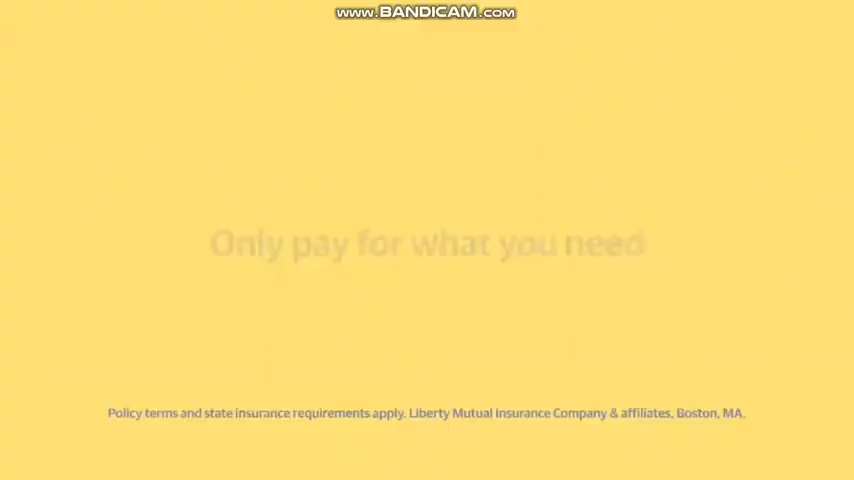 www.BANDICAM.com
Only pay for what you need
Policy terms and state insurance requirements apply. Liberty Mutual Insurance Company & affiliates, Boston, MA.